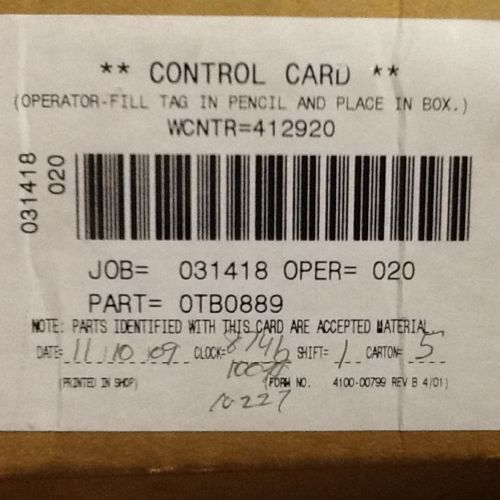 ** CONTROL CARD **
(OPERATOR-FILL TAG IN PENCIL AND PLACE IN BOX.)
WCNTR=412920
031418
020
JOB= 031418 OPER= 020
PART= 0TB0889
NOTE: PARTS IDENTIFIED WITH THIS CARD ARE ACCEPTED MATERIAL
DATE= 11 10 09 CLOCK= 8746 SHIFT= 1 CARTON= 5
(PRINTED IN SHOP) (FORM NO. 4100-00799 REV B 4/01)
10227